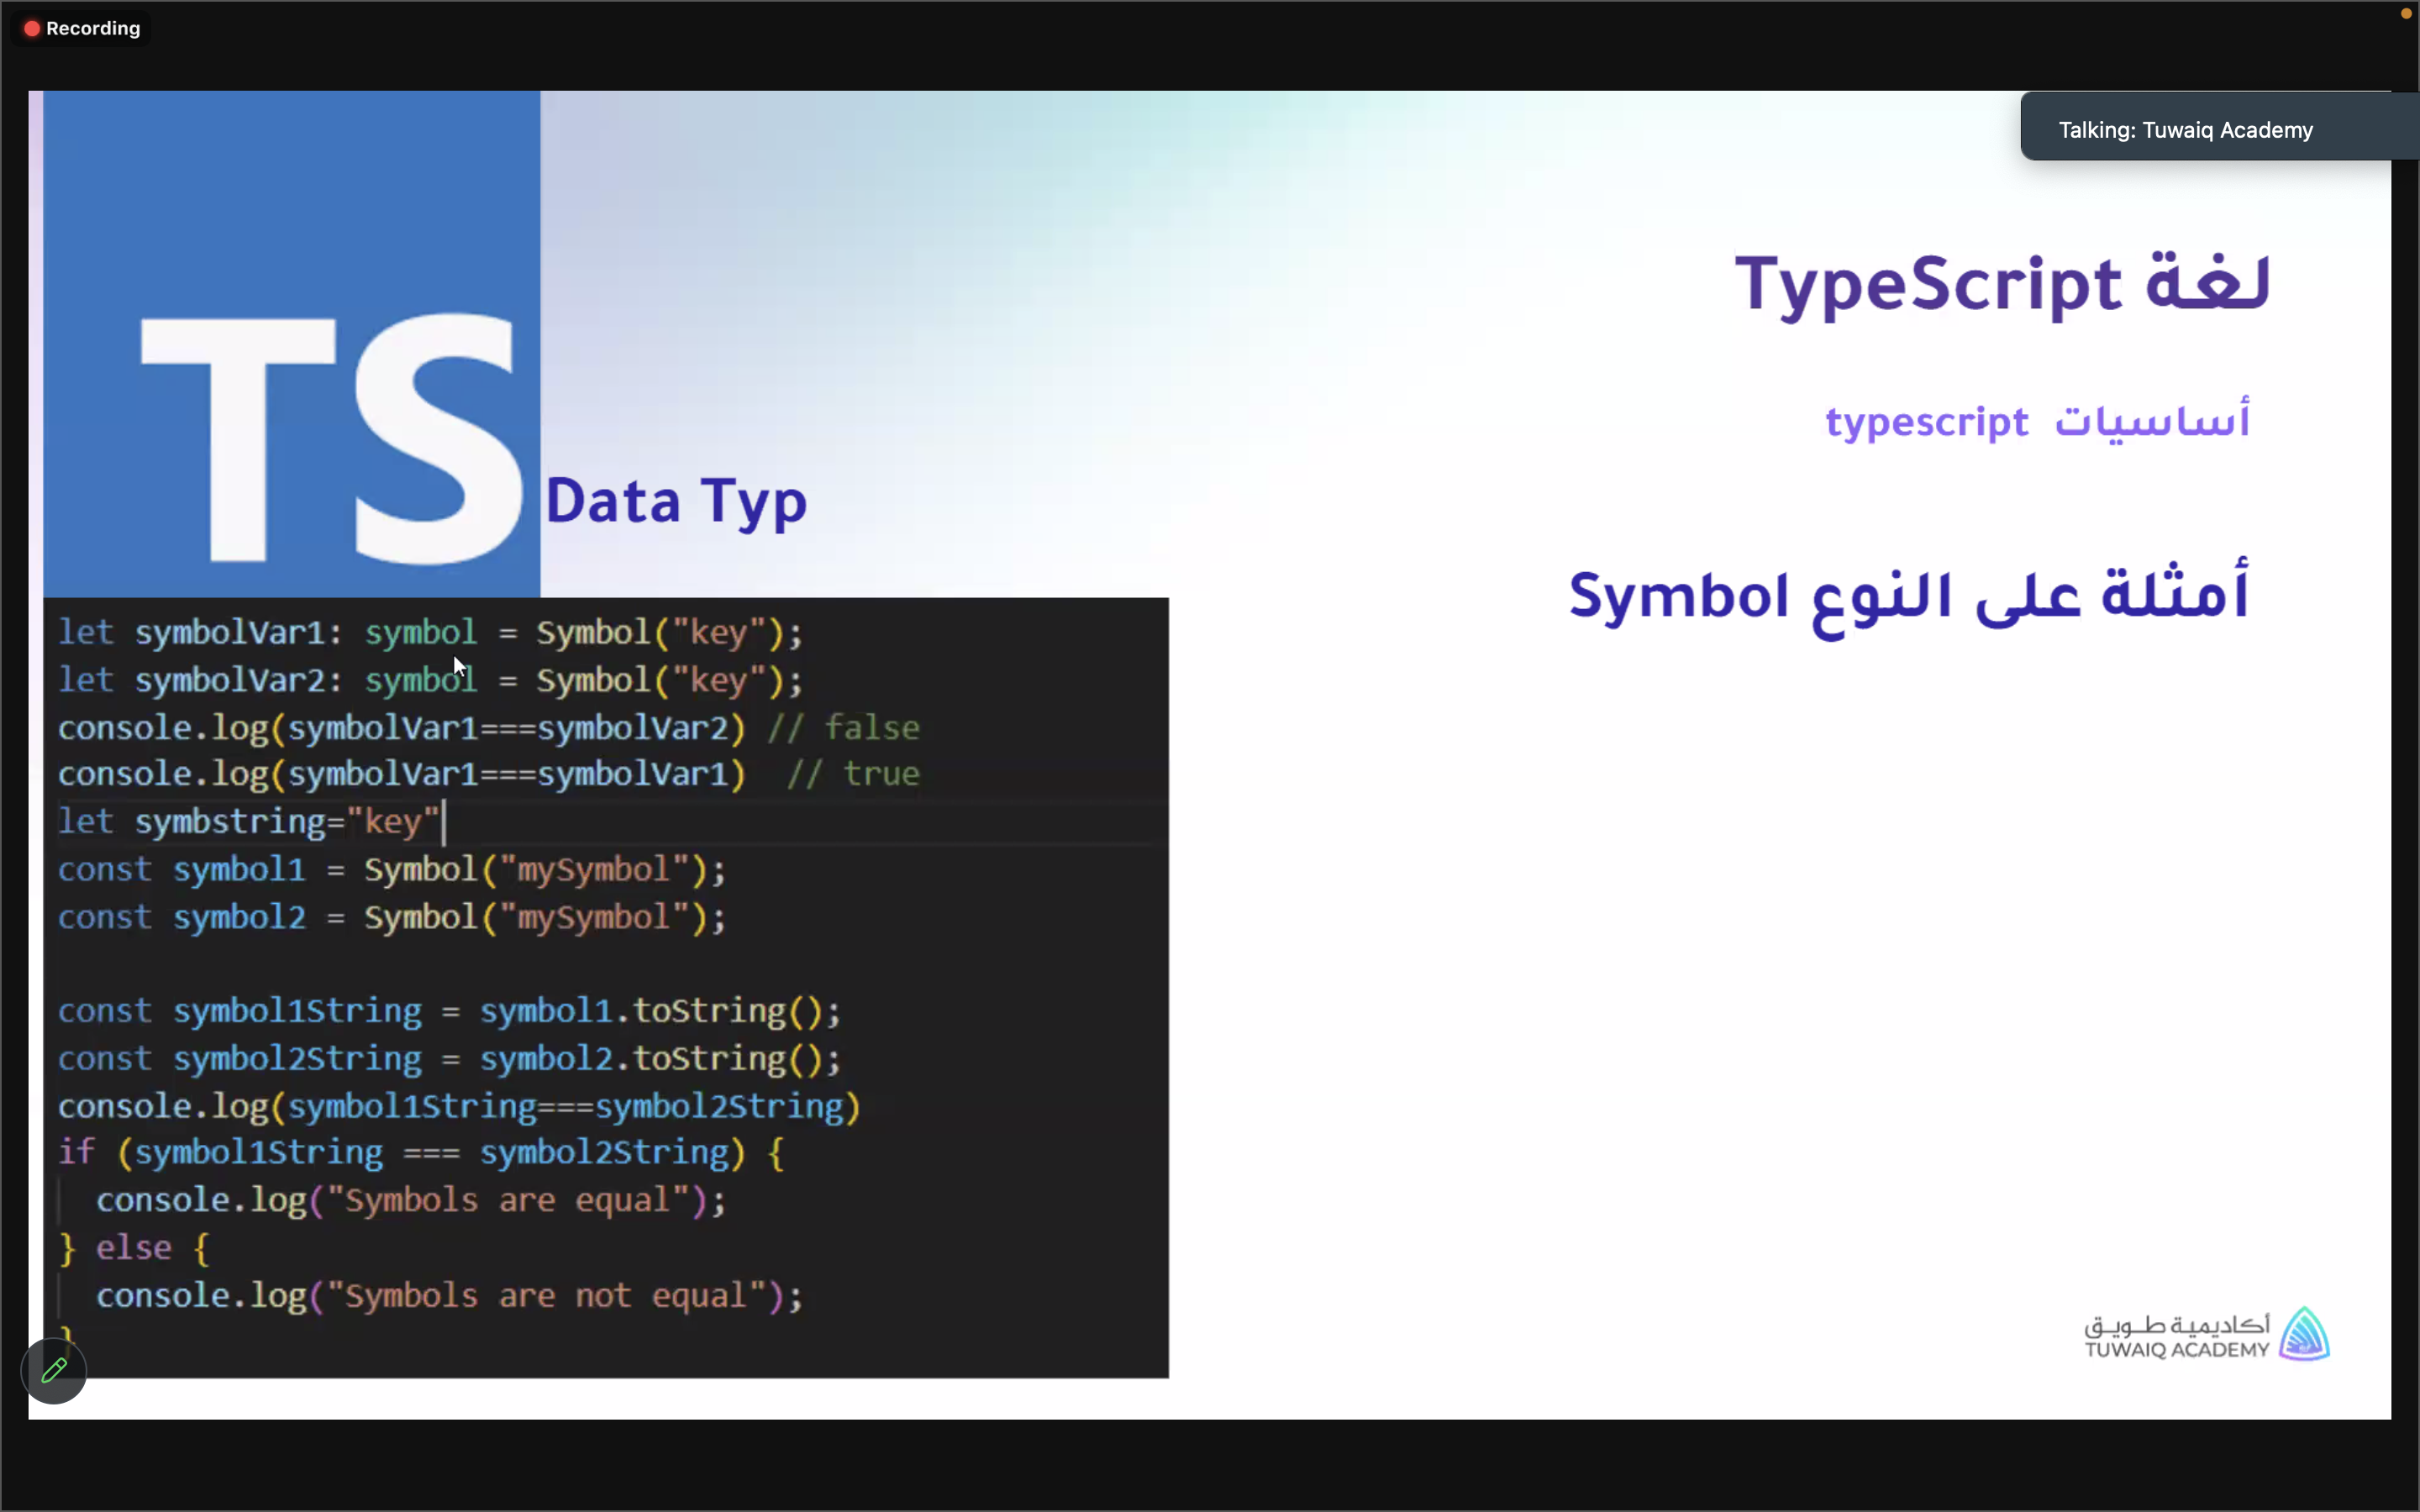 Recording
Talking: Tuwaiq Academy
لغة TypeScript
أساسيات typescript
TS
Data Typ
أمثلة على النوع Symbol
let symbolVar1: symbol = Symbol("key");
let symbolVar2: symbol = Symbol("key");
console.log(symbolVar1===symbolVar2) // false
console.log(symbolVar1===symbolVar1)  // true
let symbstring="key"
const symbol1 = Symbol("mySymbol");
const symbol2 = Symbol("mySymbol");
const symbol1String = symbol1.toString();
const symbol2String = symbol2.toString();
console.log(symbol1String===symbol2String)
if (symbol1String === symbol2String) {
  console.log("Symbols are equal");
} else {
  console.log("Symbols are not equal");
}
أكاديمية طويق
TUWAIQ ACADEMY